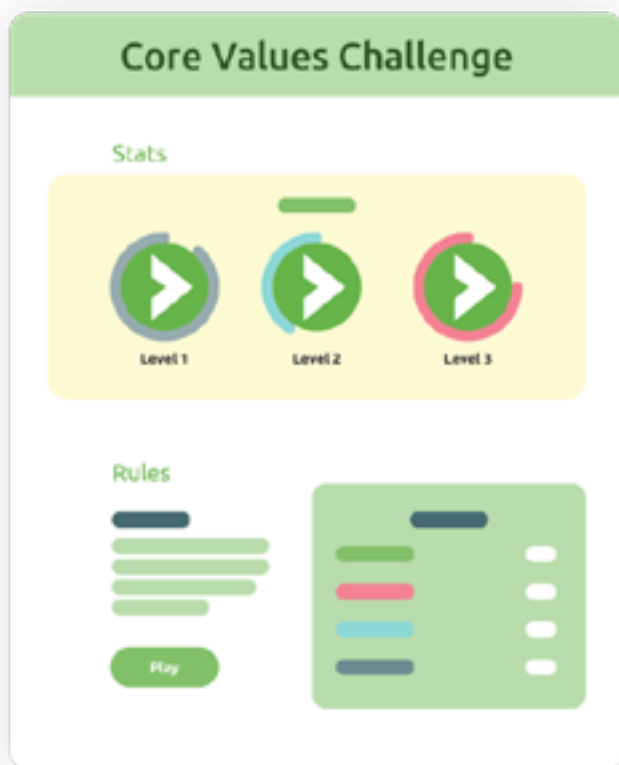 Core Values Challenge
Stats
Level 1 Level 2 Level 3
Rules
Play